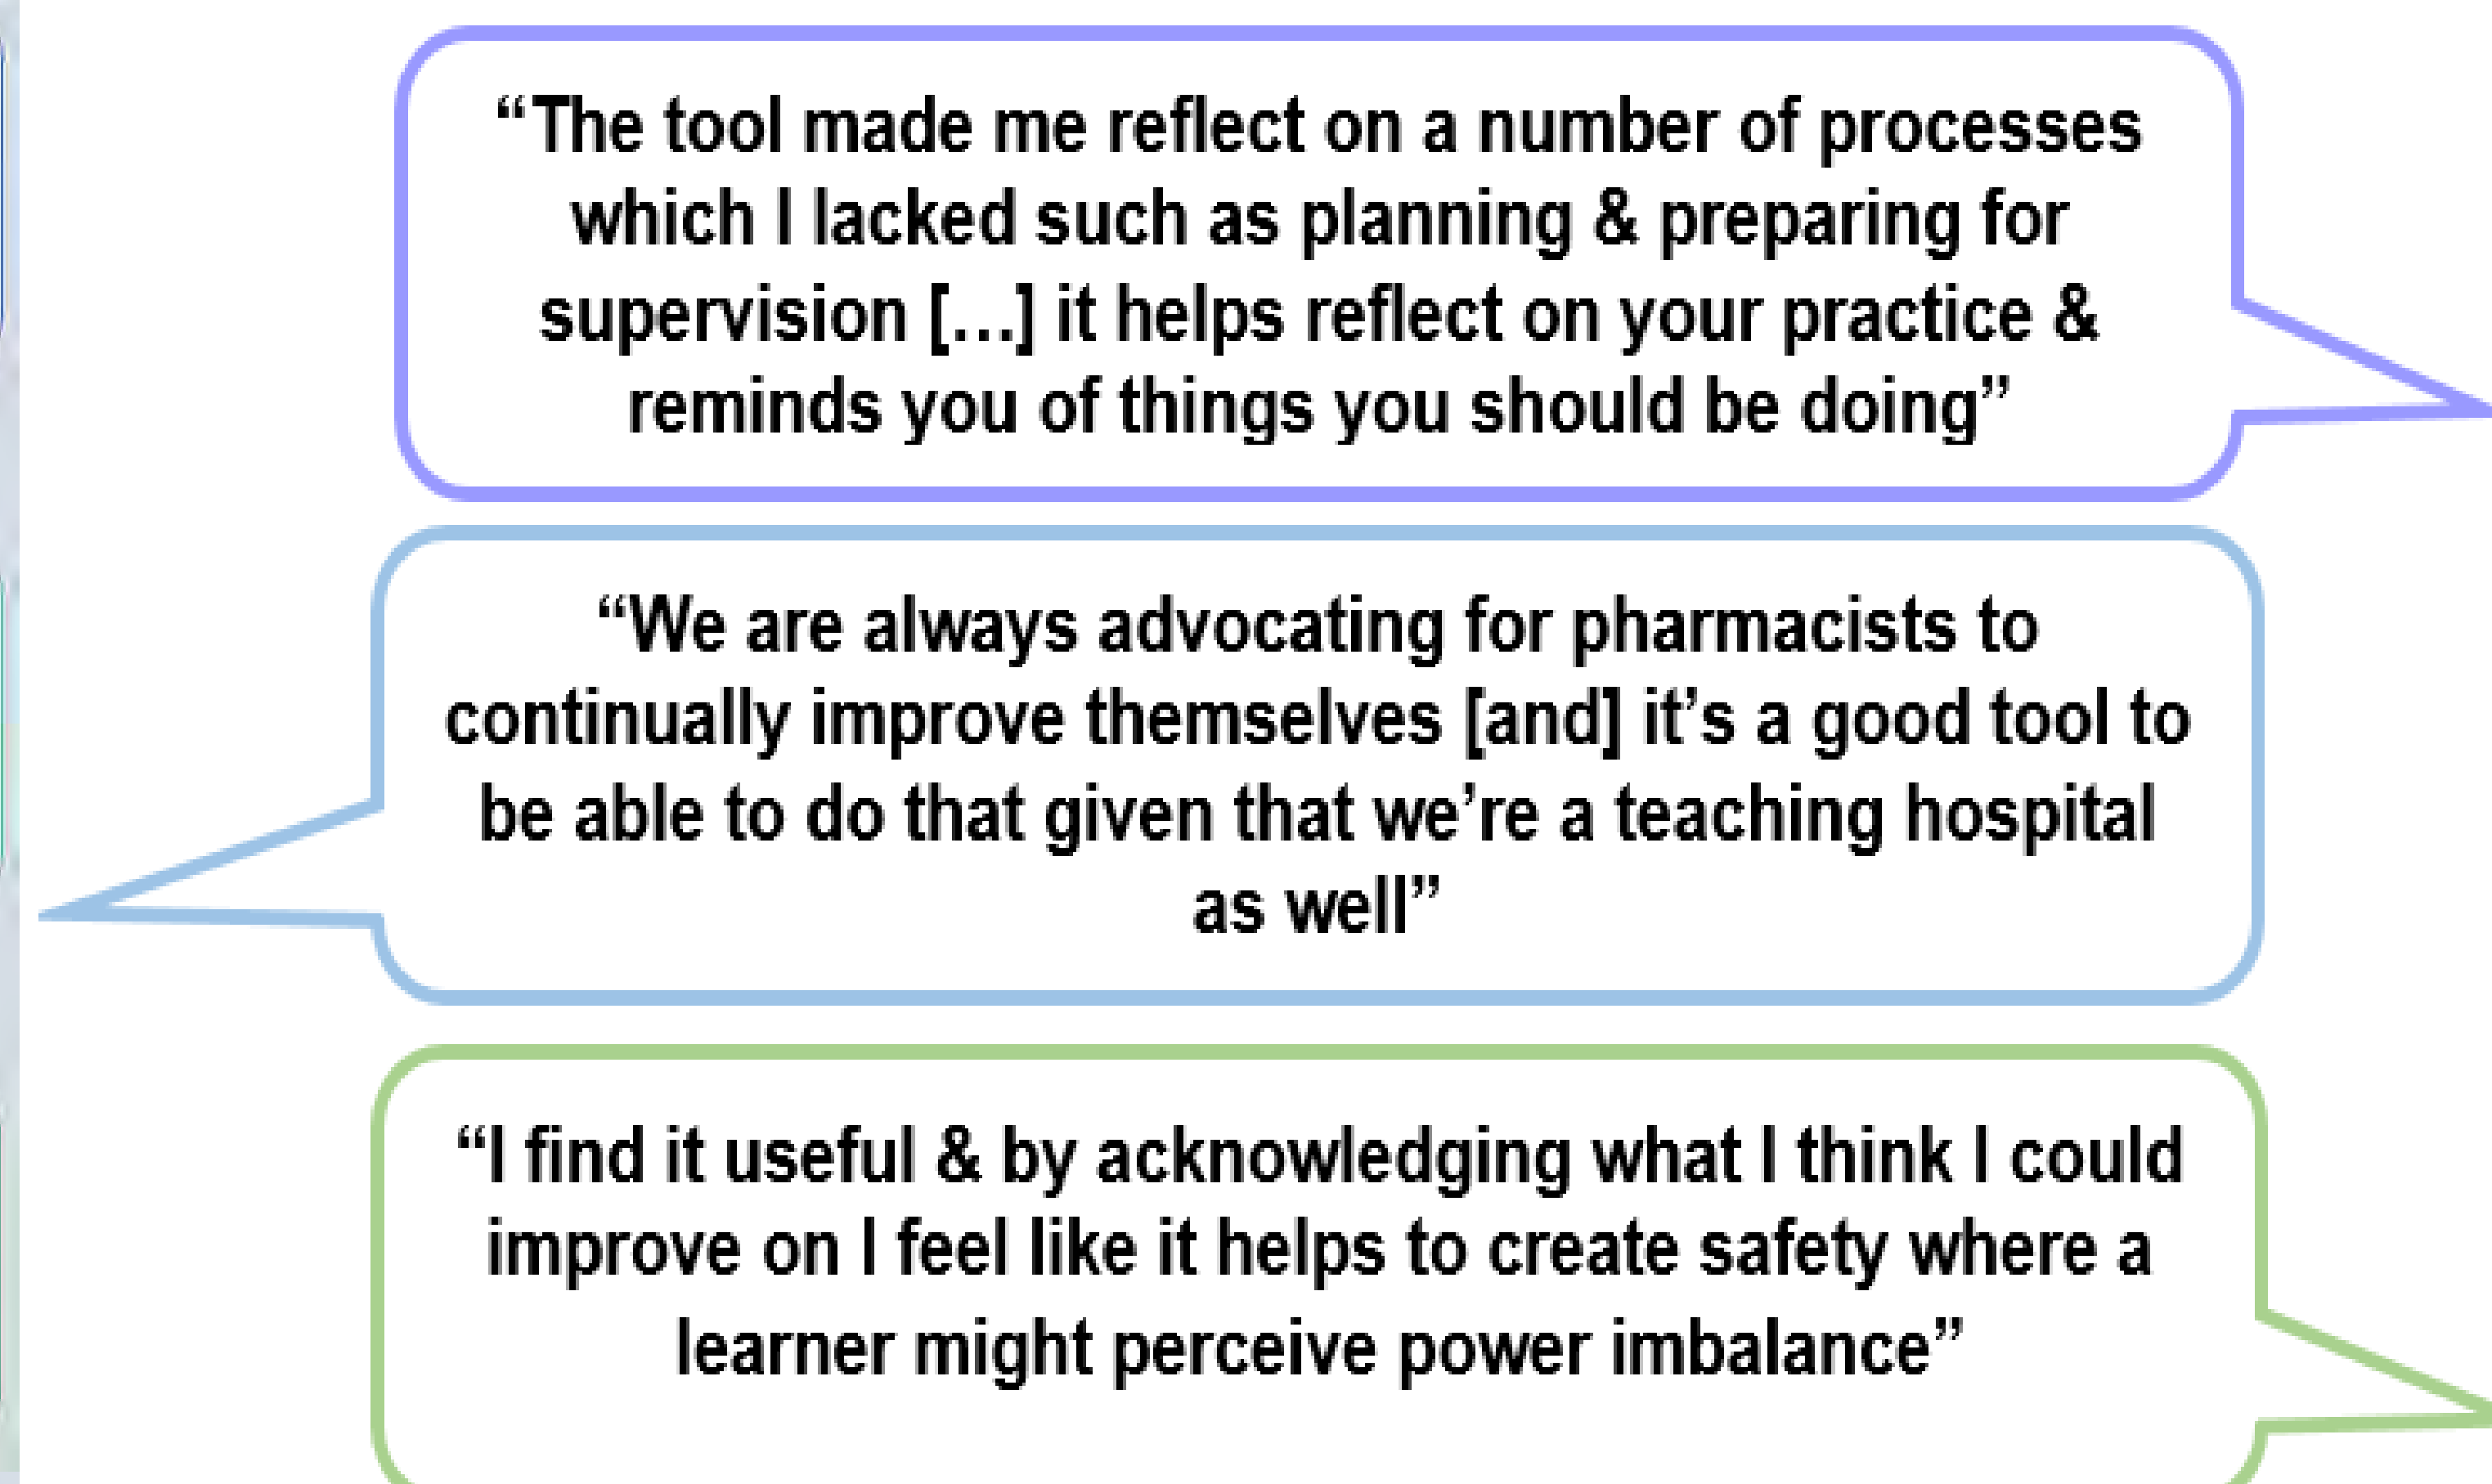 “The tool made me reflect on a number of processes
which I lacked such as planning & preparing for
supervision […] it helps reflect on your practice &
reminds you of things you should be doing”
“We are always advocating for pharmacists to
continually improve themselves [and] it’s a good tool to
be able to do that given that we’re a teaching hospital
as well”
“I find it useful & by acknowledging what I think I could
improve on I feel like it helps to create safety where a
learner might perceive power imbalance”